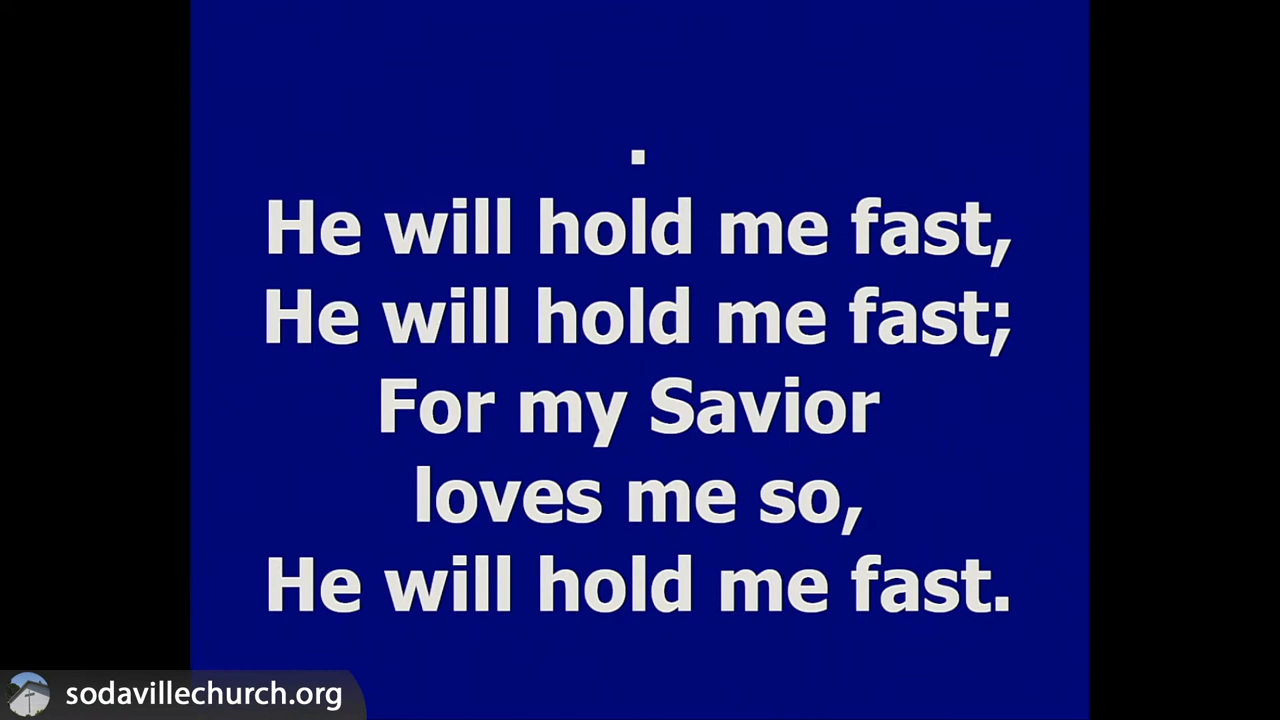 .
He will hold me fast,
He will hold me fast;
For my Savior
loves me so,
He will hold me fast.
sodavillechurch.org